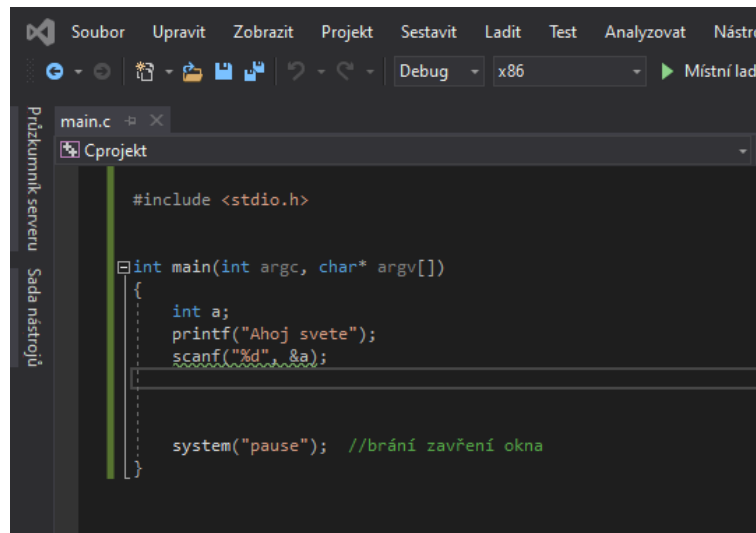 Soubor Upravit Zobrazit Projekt Sestavit Ladit Test Analyzovat Nástro
Debug x86 Místní lad
Průzkumník serveru
Sada nástrojů
main.c
Cprojekt
#include <stdio.h>
int main(int argc, char* argv[])
{
int a;
printf("Ahoj svete");
scanf("%d", &a);
system("pause"); //brání zavření okna
}